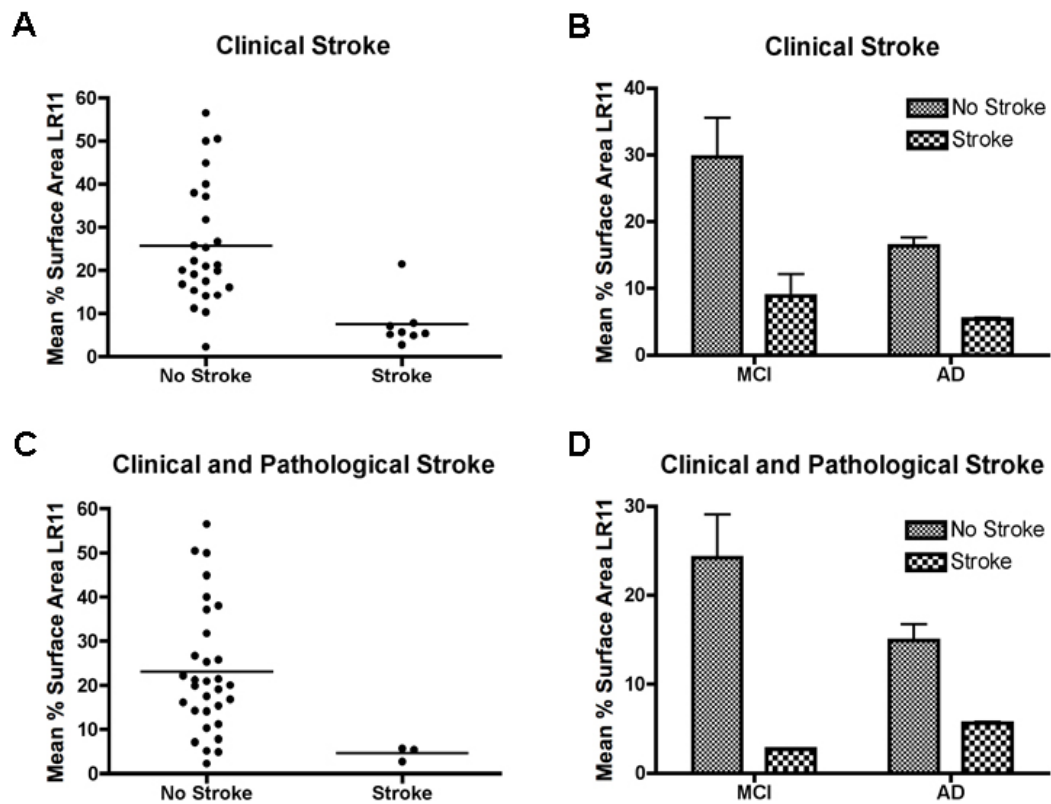 A
Clinical Stroke
Mean % Surface Area LR11
60
50
40
30
20
10
0
No Stroke
Stroke
B
Clinical Stroke
Mean % Surface Area LR11
40
30
20
10
0
No Stroke
Stroke
MCI
AD
C
Clinical and Pathological Stroke
Mean % Surface Area LR11
60
50
40
30
20
10
0
No Stroke
Stroke
D
Clinical and Pathological Stroke
Mean % Surface Area LR11
30
20
10
0
No Stroke
Stroke
MCI
AD